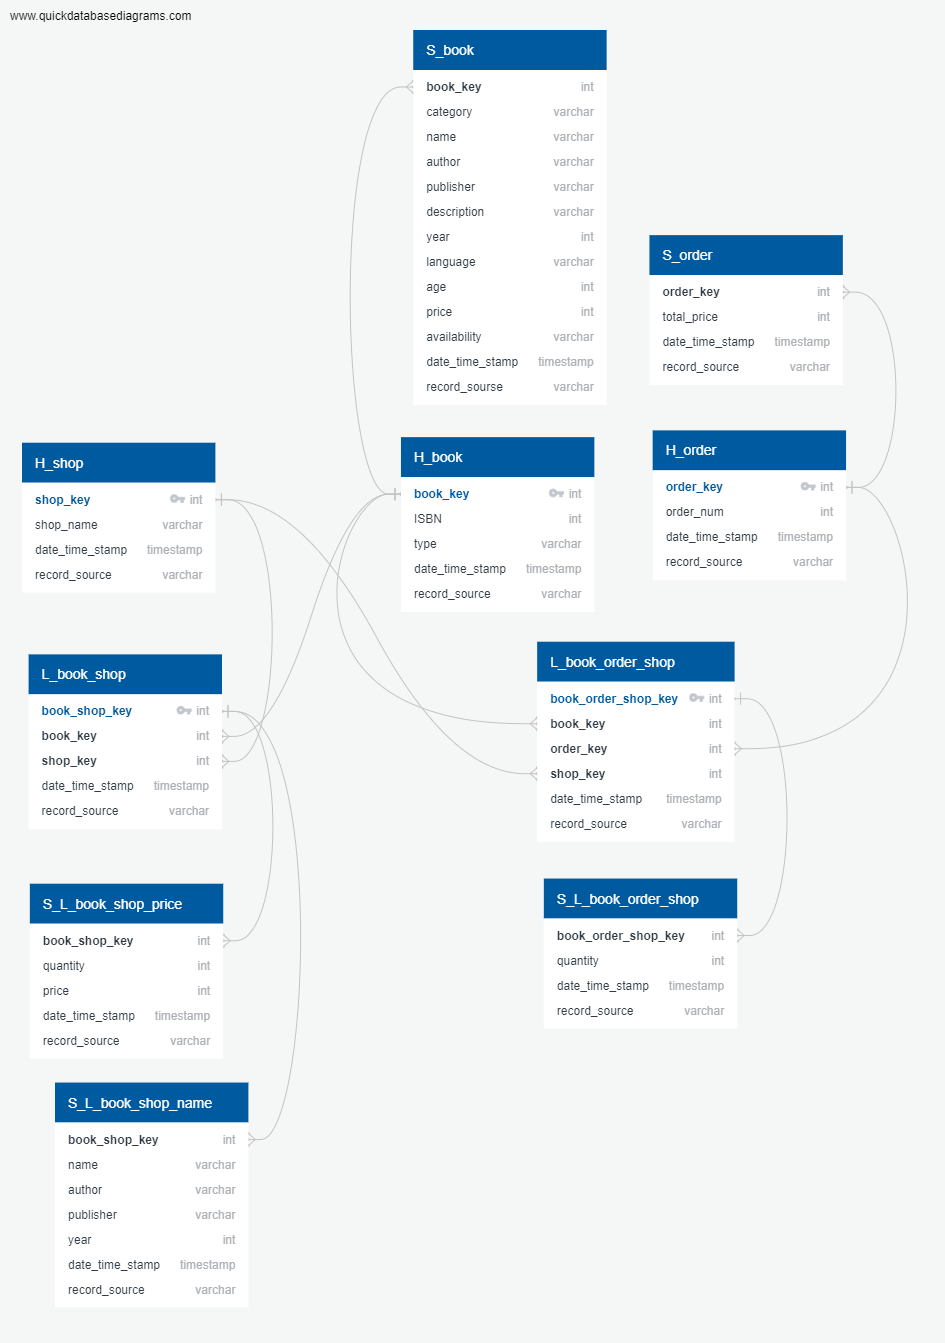 www.quickdatabasediagrams.com
S_book
book_key int
category varchar
name varchar
author varchar
publisher varchar
description varchar
year int
language varchar
age int
price int
availability varchar
date_time_stamp timestamp
record_sourse varchar
S_order
order_key int
total_price int
date_time_stamp timestamp
record_source varchar
H_shop
shop_key int
shop_name varchar
date_time_stamp timestamp
record_source varchar
H_book
book_key int
ISBN int
type varchar
date_time_stamp timestamp
record_source varchar
H_order
order_key int
order_num int
date_time_stamp timestamp
record_source varchar
L_book_shop
book_shop_key int
book_key int
shop_key int
date_time_stamp timestamp
record_source varchar
L_book_order_shop
book_order_shop_key int
book_key int
order_key int
shop_key int
date_time_stamp timestamp
record_source varchar
S_L_book_shop_price
book_shop_key int
quantity int
price int
date_time_stamp timestamp
record_source varchar
S_L_book_order_shop
book_order_shop_key int
quantity int
date_time_stamp timestamp
record_source varchar
S_L_book_shop_name
book_shop_key int
name varchar
author varchar
publisher varchar
year int
date_time_stamp timestamp
record_source varchar